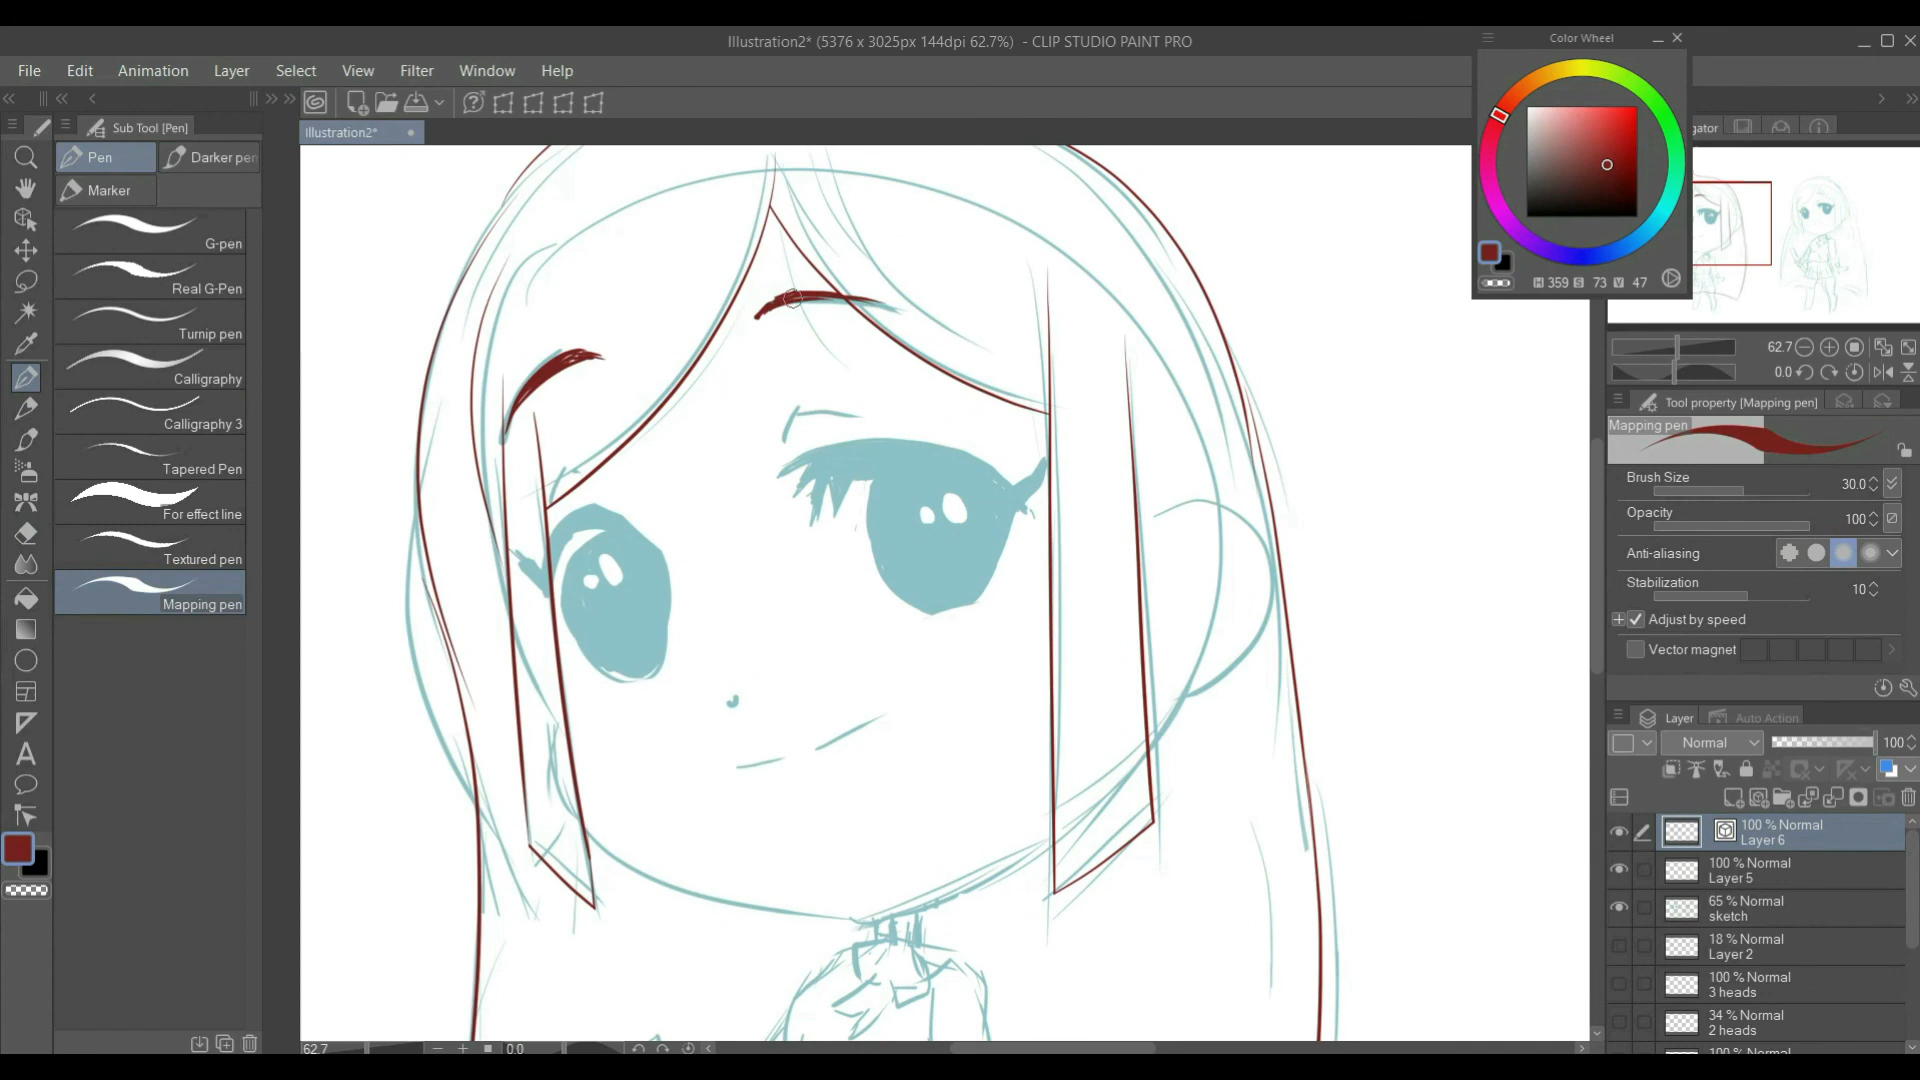 Illustration2* (5376 x 3025px 144dpi 62.7%) - CLIP STUDIO PAINT PRO
Color Wheel
File Edit Animation Layer Select View Filter Window Help
Sub Tool [Pen]
Illustration2*
Pen
Darker pen
Marker
G-pen
Real G-Pen
Turnip pen
Calligraphy
Calligraphy 3
Tapered Pen
For effect line
Textured pen
Mapping pen
H 359 S 73 V 47
62.7
0.0
Tool property [Mapping pen]
Mapping pen
Brush Size 30.0
Opacity 100
Anti-aliasing
Stabilization 10
Adjust by speed
Vector magnet
Layer Auto Action
Normal 100
100 % Normal
Layer 6
100 % Normal
Layer 5
65 % Normal
sketch
18 % Normal
Layer 2
100 % Normal
3 heads
34 % Normal
2 heads
62.7 0.0